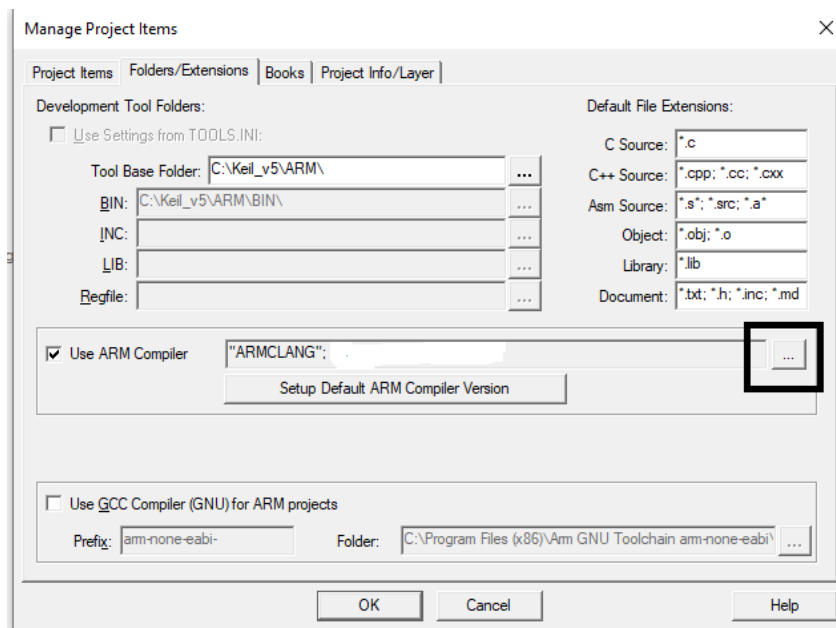 Manage Project Items
Project Items Folders/Extensions Books Project Info/Layer
Development Tool Folders:
Use Settings from TOOLS.INI:
Tool Base Folder: C:\Keil_v5\ARM\ ...
BIN: C:\Keil_v5\ARM\BIN\ ...
INC: ...
LIB: ...
Regfile: ...
Default File Extensions:
C Source: *.c
C++ Source: *.cpp; *.cc; *.cxx
Asm Source: *.s*; *.src; *.a*
Object: *.obj; *.o
Library: *.lib
Document: *.txt; *.h; *.inc; *.md
Use ARM Compiler "ARMCLANG"; ...
Setup Default ARM Compiler Version
Use GCC Compiler (GNU) for ARM projects
Prefix: arm-none-eabi- Folder: C:\Program Files (x86)\Arm GNU Toolchain arm-none-eabi\ ...
OK Cancel Help